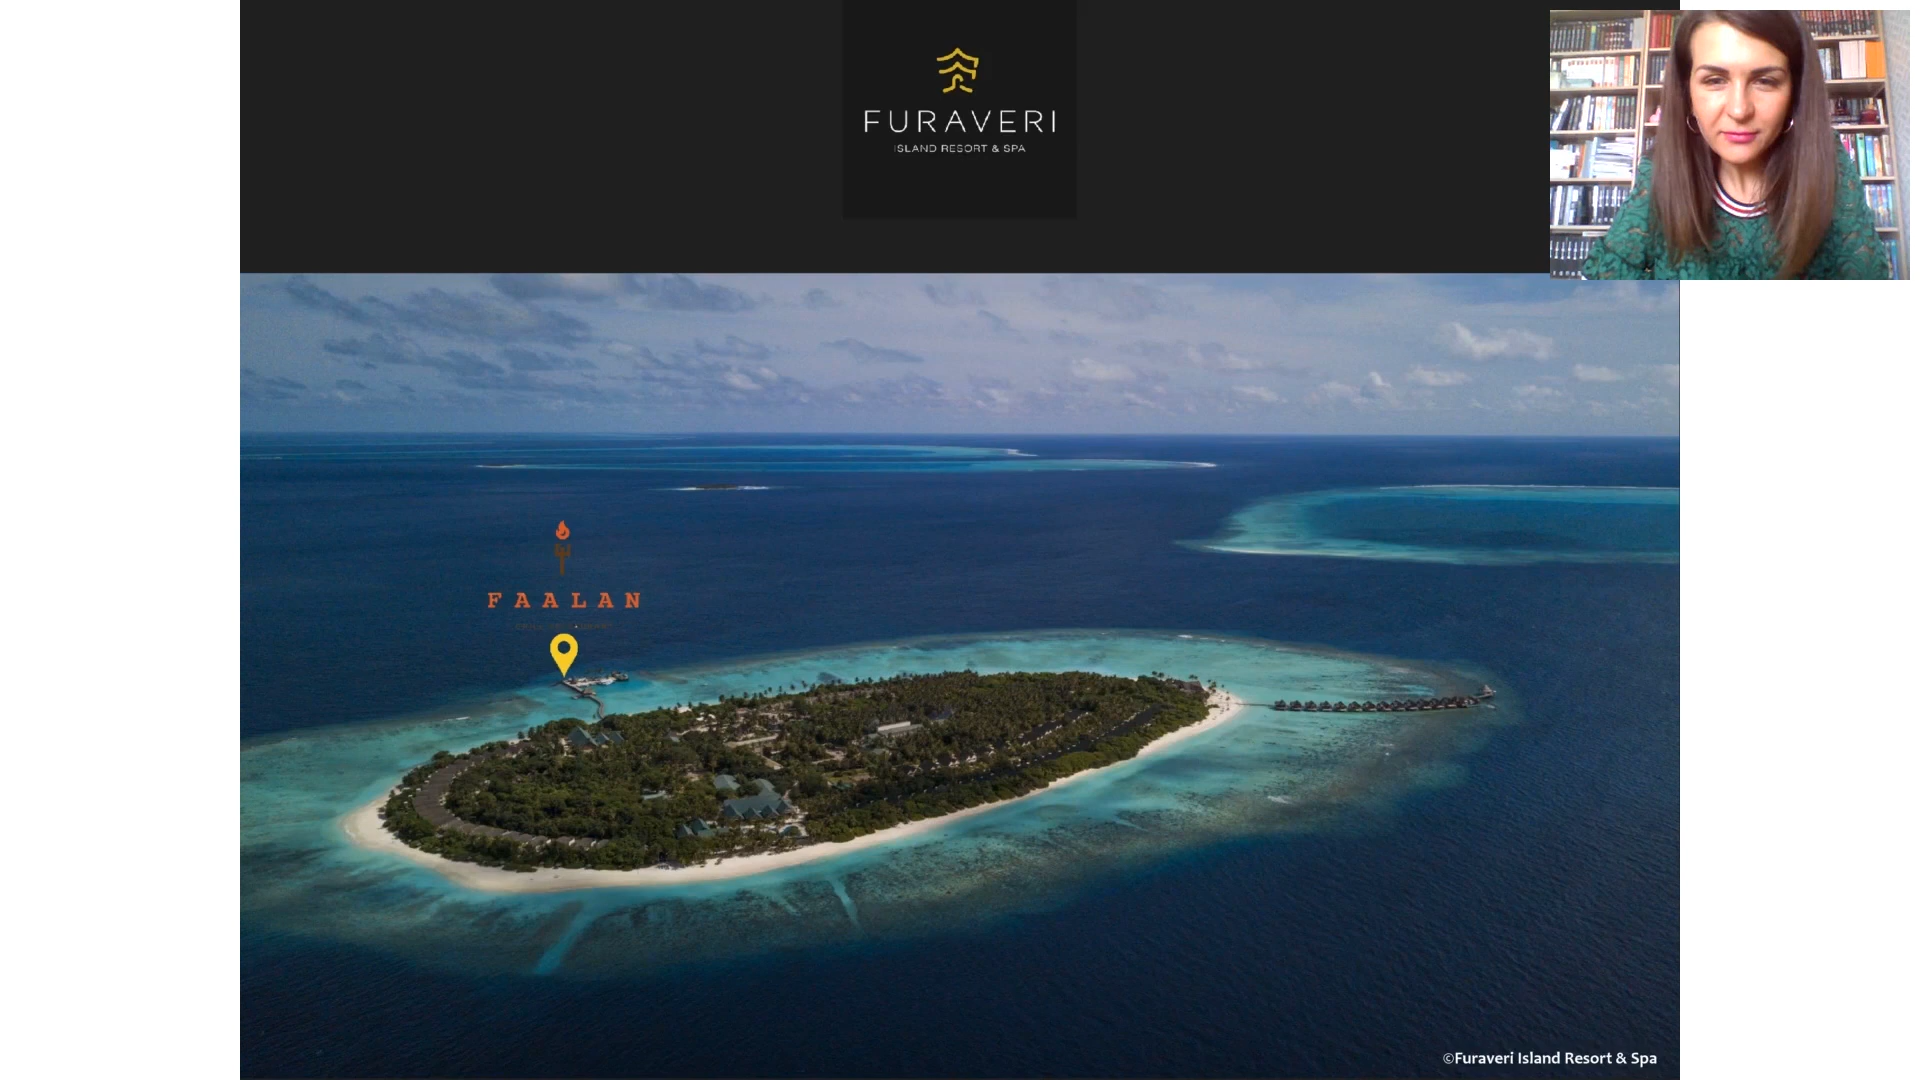 FURAVERI
ISLAND RESORT & SPA
FAALAN
©Furaveri Island Resort & Spa